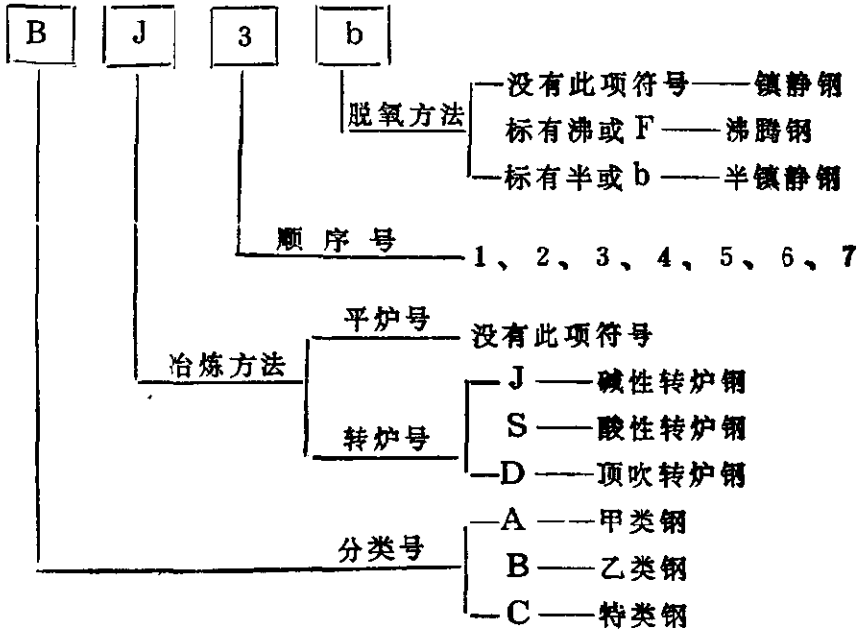 B J 3 b
没有此项符号——镇静钢
脱氧方法 标有沸或 F——沸腾钢
标有半或 b——半镇静钢
顺序号 1、2、3、4、5、6、7
平炉号 没有此项符号
冶炼方法 J——碱性转炉钢
转炉号 S——酸性转炉钢
D——顶吹转炉钢
A——甲类钢
分类号 B——乙类钢
C——特类钢